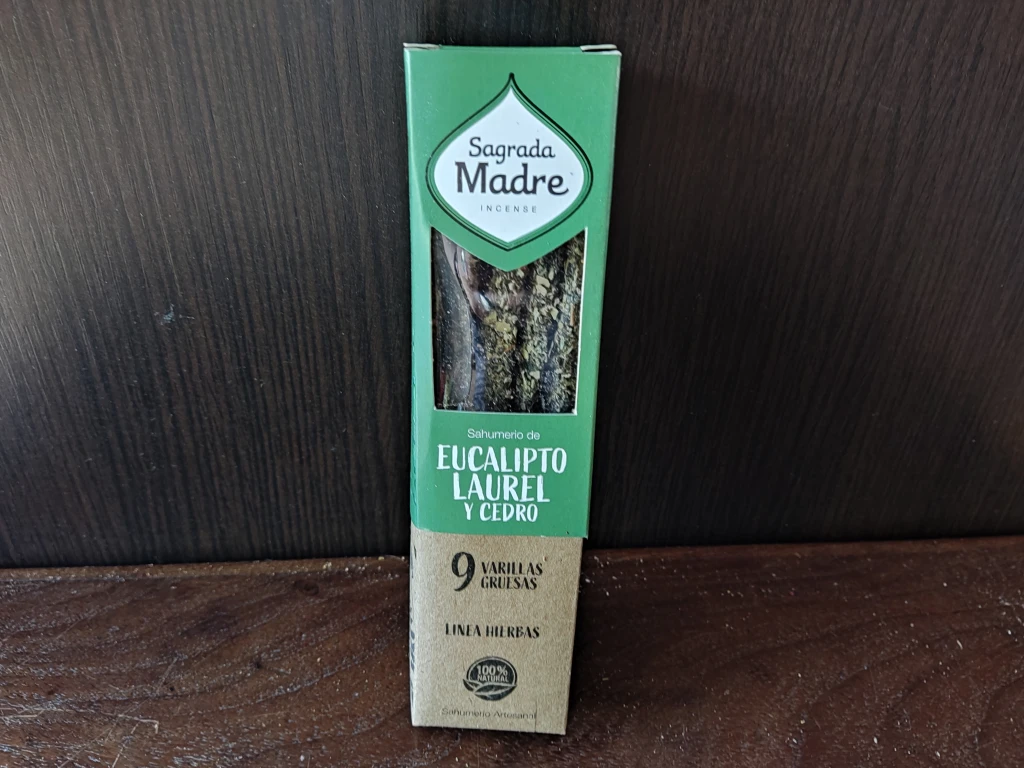 Sagrada
Madre
INCENSE
Sahumerio de
EUCALIPTO
LAUREL
Y CEDRO
9 VARILLAS
GRUESAS
LINEA HIERBAS
100%
NATURAL
Sahumerio Artesanal